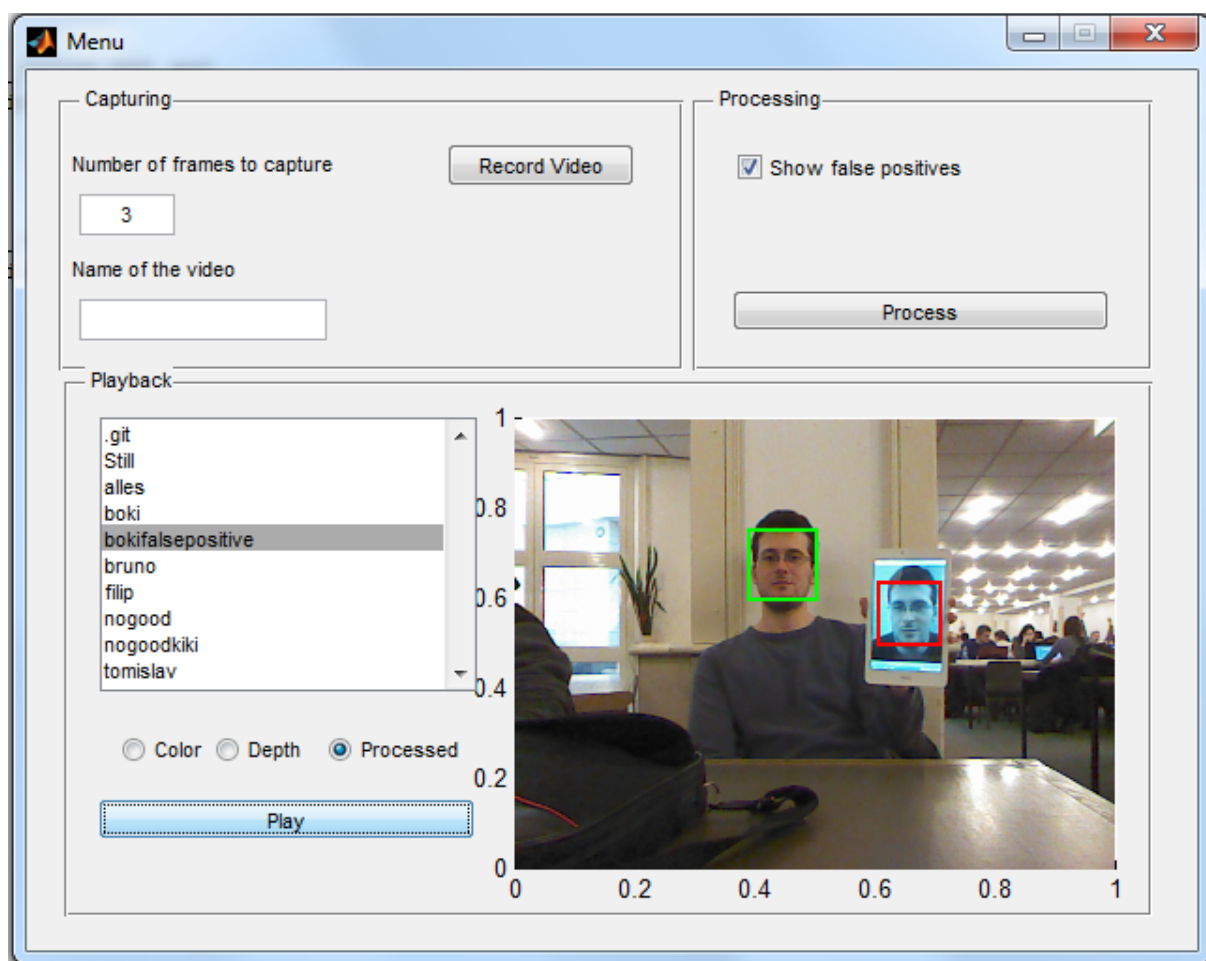 Menu
Capturing
Number of frames to capture
Record Video
3
Name of the video
Processing
Show false positives
Process
Playback
.git
Still
alles
boki
bokifalsepositive
bruno
filip
nogood
nogoodkiki
tomislav
Color Depth Processed
Play
1
0.8
0.6
0.4
0.2
0
0 0.2 0.4 0.6 0.8 1